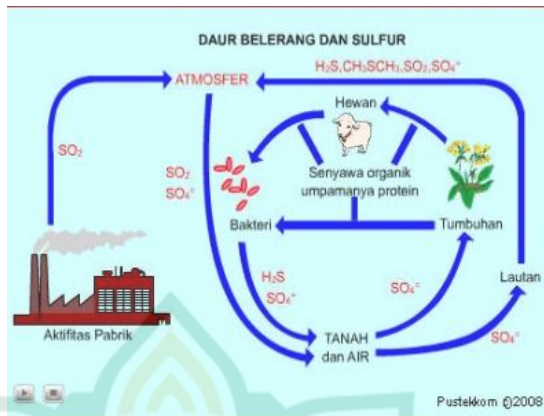 DAUR BELERANG DAN SULFUR
H₂S,CH₃SCH₃,SO₂,SO₄⁼
ATMOSFER
Hewan
SO₂
SO₂
SO₄⁼
Senyawa organik
umpamanya protein
Bakteri
Tumbuhan
H₂S
SO₄⁼
SO₄⁼
Lautan
Aktifitas Pabrik
TANAH
dan AIR
SO₄⁼
Pustekkom ©2008